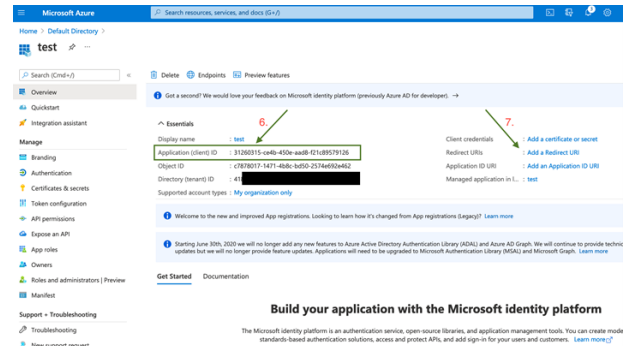 Microsoft Azure
Search resources, services, and docs (G+/)
Home > Default Directory >
test
Search (Cmd+/)
Delete
Endpoints
Preview features
Overview
Quickstart
Integration assistant
Manage
Branding
Authentication
Certificates & secrets
Token configuration
API permissions
Expose an API
App roles
Owners
Roles and administrators | Preview
Manifest
Support + Troubleshooting
Troubleshooting
New support request
Got a second? We would love your feedback on Microsoft identity platform (previously Azure AD for developer). →
Essentials
6.
7.
Display name : test
Application (client) ID : 31260315-ce4b-450e-aad8-f21c89579126
Object ID : c7878017-1471-4b8c-bd50-2574e692e462
Directory (tenant) ID : 41
Supported account types : My organization only
Client credentials : Add a certificate or secret
Redirect URIs : Add a Redirect URI
Application ID URI : Add an Application ID URI
Managed application in l... : test
Welcome to the new and improved App registrations. Looking to learn how it's changed from App registrations (Legacy)? Learn more
Starting June 30th, 2020 we will no longer add any new features to Azure Active Directory Authentication Library (ADAL) and Azure AD Graph. We will continue to provide technic
updates but we will no longer provide feature updates. Applications will need to be upgraded to Microsoft Authentication Library (MSAL) and Microsoft Graph. Learn more
Get Started
Documentation
Build your application with the Microsoft identity platform
The Microsoft identity platform is an authentication service, open-source libraries, and application management tools. You can create mode
standards-based authentication solutions, access and protect APIs, and add sign-in for your users and customers. Learn more